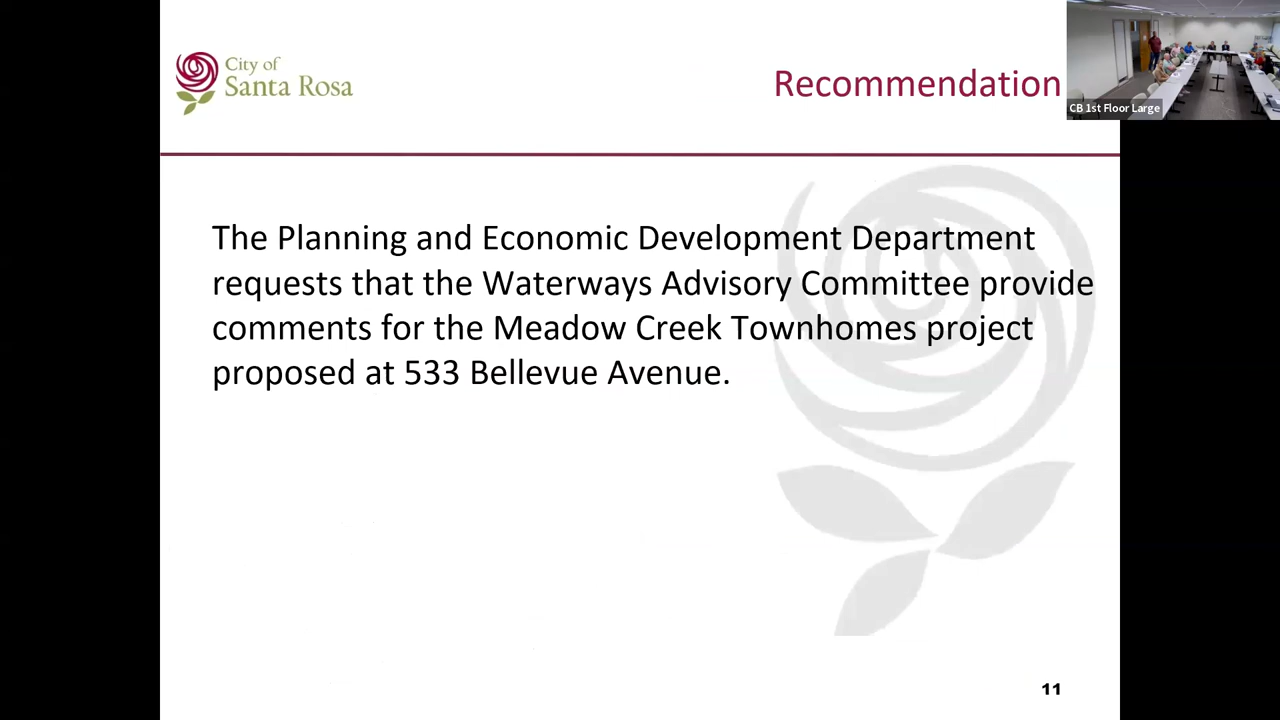 City of
Santa Rosa
Recommendation
CB 1st Floor Large
The Planning and Economic Development Department
requests that the Waterways Advisory Committee provide
comments for the Meadow Creek Townhomes project
proposed at 533 Bellevue Avenue.
11